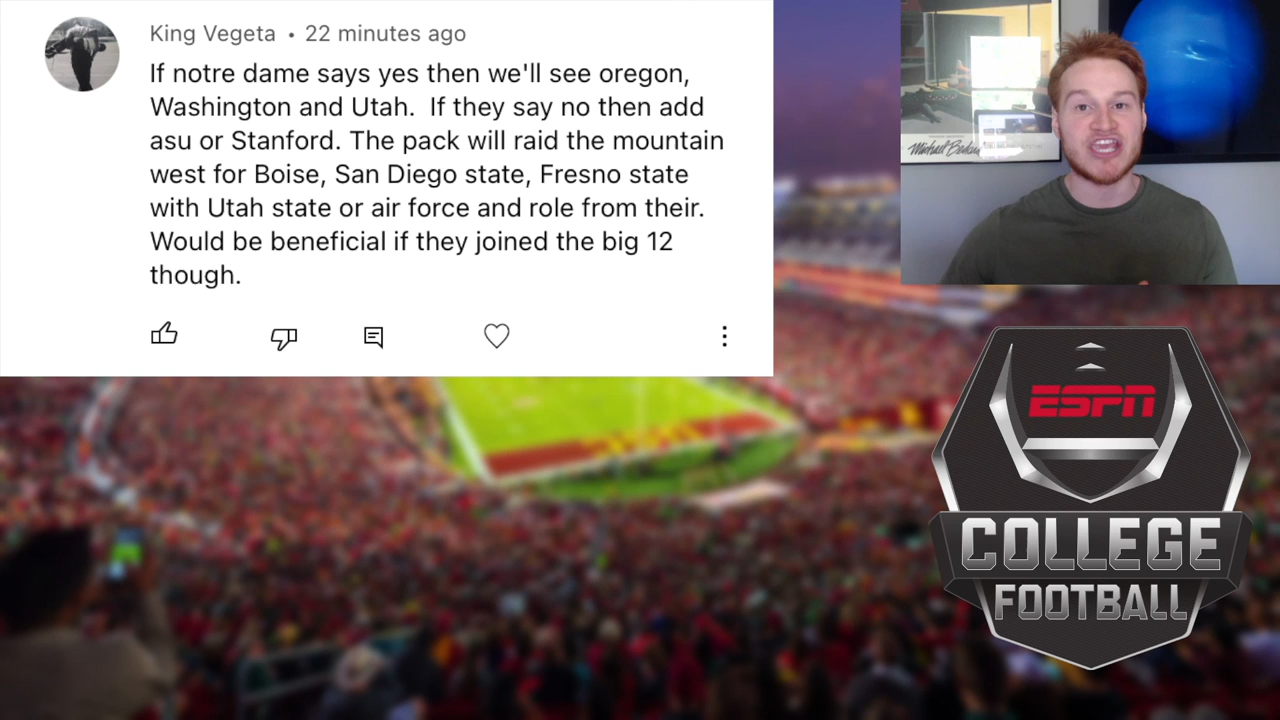 King Vegeta • 22 minutes ago
If notre dame says yes then we'll see oregon,
Washington and Utah.  If they say no then add
asu or Stanford. The pack will raid the mountain
west for Boise, San Diego state, Fresno state
with Utah state or air force and role from their.
Would be beneficial if they joined the big 12
though.
ESPN
COLLEGE
FOOTBALL